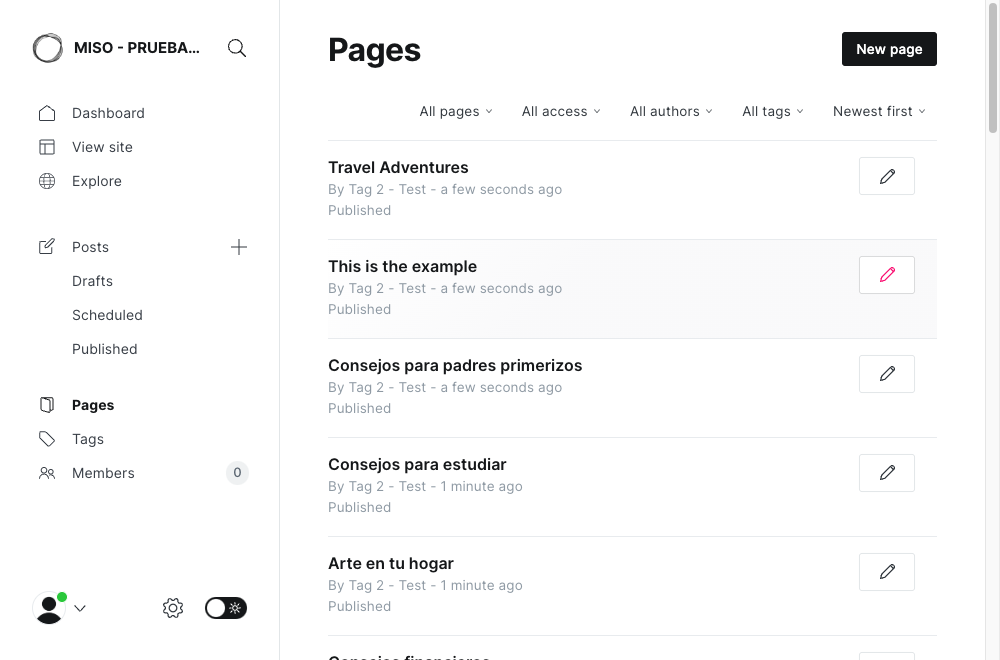 MISO - PRUEBA...
Dashboard
View site
Explore
Posts
Drafts
Scheduled
Published
Pages
Tags
Members 0
Pages
New page
All pages All access All authors All tags Newest first
Travel Adventures
By Tag 2 - Test - a few seconds ago
Published
This is the example
By Tag 2 - Test - a few seconds ago
Published
Consejos para padres primerizos
By Tag 2 - Test - a few seconds ago
Published
Consejos para estudiar
By Tag 2 - Test - 1 minute ago
Published
Arte en tu hogar
By Tag 2 - Test - 1 minute ago
Published
Consejos financieros